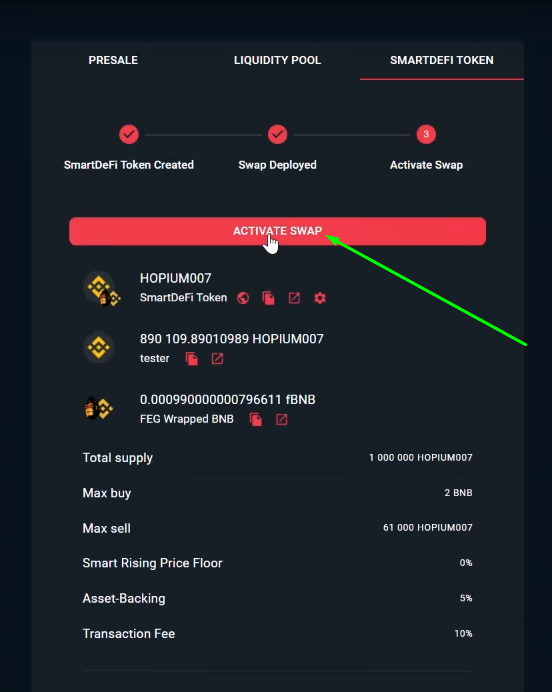 PRESALE LIQUIDITY POOL SMARTDEFI TOKEN
3
SmartDeFi Token Created Swap Deployed Activate Swap
ACTIVATE SWAP
HOPIUM007
SmartDeFi Token
890 109.89010989 HOPIUM007
tester
0.000990000000796611 fBNB
FEG Wrapped BNB
Total supply 1 000 000 HOPIUM007
Max buy 2 BNB
Max sell 61 000 HOPIUM007
Smart Rising Price Floor 0%
Asset-Backing 5%
Transaction Fee 10%